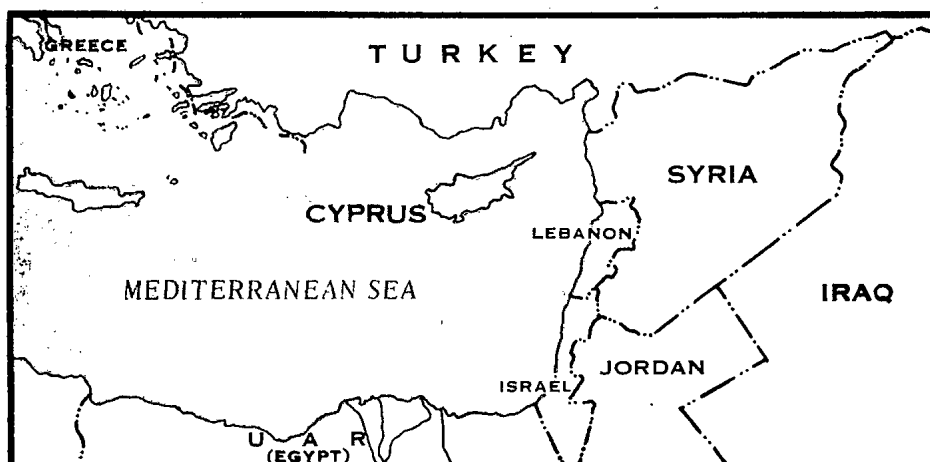 GREECE
TURKEY
SYRIA
CYPRUS
LEBANON
MEDITERRANEAN SEA
IRAQ
JORDAN
ISRAEL
U A R
(EGYPT)